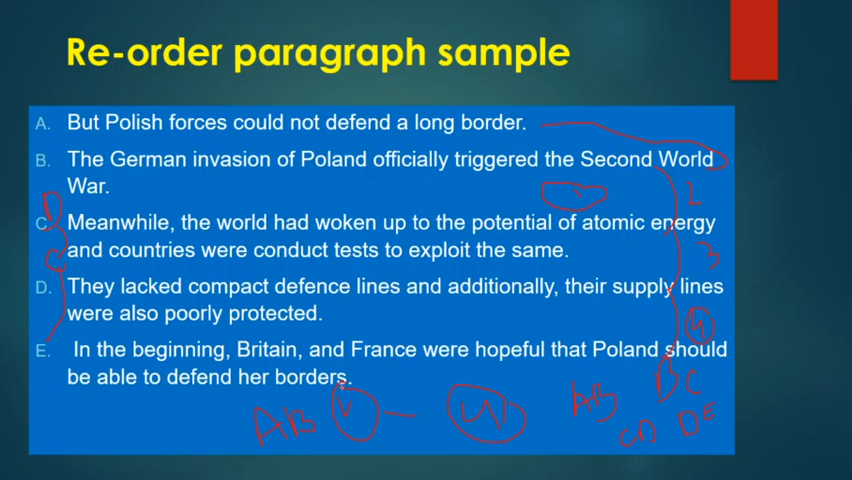 Re-order paragraph sample
A. But Polish forces could not defend a long border.
B. The German invasion of Poland officially triggered the Second World
War.
C. Meanwhile, the world had woken up to the potential of atomic energy
and countries were conduct tests to exploit the same.
D. They lacked compact defence lines and additionally, their supply lines
were also poorly protected.
E. In the beginning, Britain, and France were hopeful that Poland should
be able to defend her borders.
D
C
3
AB
AB
BC
CD DE